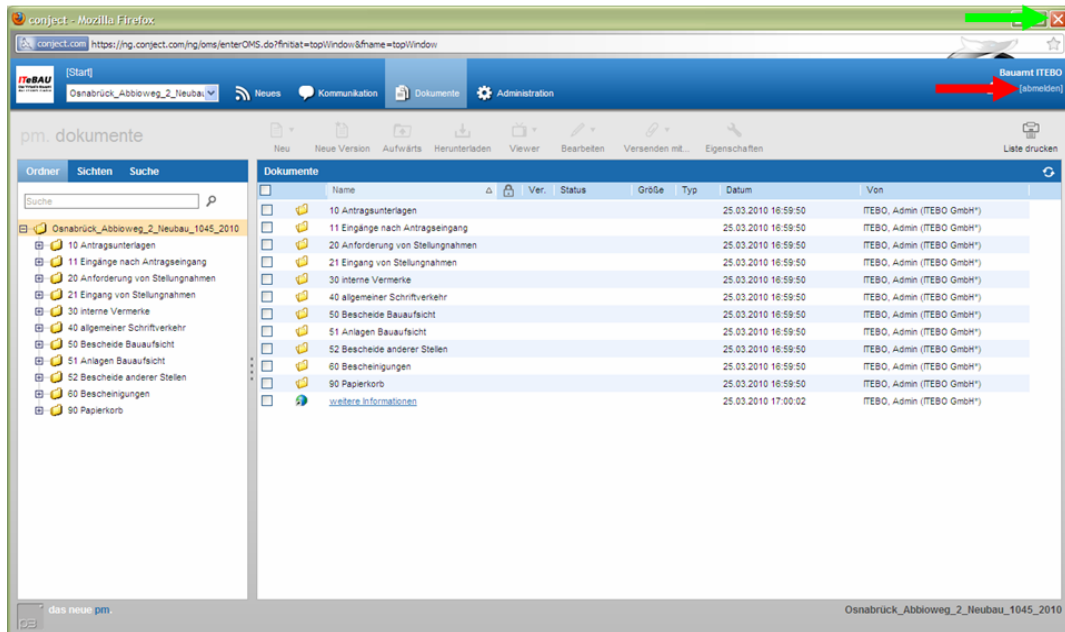 conject - Mozilla Firefox
conject.com https://ng.conject.com/ng/oms/enterOMS.do?finitiat=topWindow&fname=topWindow
ITeBAU
[Start]
Bauamt ITEBO
Osnabrück_Abbioweg_2_Neubau
Neues Kommunikation Dokumente Administration
[abmelden]
pm. dokumente
Neu Neue Version Aufwärts Herunterladen Viewer Bearbeiten Versenden mit... Eigenschaften Liste drucken
Ordner Sichten Suche
Suche
Osnabrück_Abbioweg_2_Neubau_1045_2010
10 Antragsunterlagen
11 Eingänge nach Antragseingang
20 Anforderung von Stellungnahmen
21 Eingang von Stellungnahmen
30 interne Vermerke
40 allgemeiner Schriftverkehr
50 Bescheide Bauaufsicht
51 Anlagen Bauaufsicht
52 Bescheide anderer Stellen
60 Bescheinigungen
90 Papierkorb
Dokumente
Name Ver. Status Größe Typ Datum Von
10 Antragsunterlagen 25.03.2010 16:59:50 ITEBO, Admin (ITEBO GmbH*)
11 Eingänge nach Antragseingang 25.03.2010 16:59:50 ITEBO, Admin (ITEBO GmbH*)
20 Anforderung von Stellungnahmen 25.03.2010 16:59:50 ITEBO, Admin (ITEBO GmbH*)
21 Eingang von Stellungnahmen 25.03.2010 16:59:50 ITEBO, Admin (ITEBO GmbH*)
30 interne Vermerke 25.03.2010 16:59:50 ITEBO, Admin (ITEBO GmbH*)
40 allgemeiner Schriftverkehr 25.03.2010 16:59:50 ITEBO, Admin (ITEBO GmbH*)
50 Bescheide Bauaufsicht 25.03.2010 16:59:50 ITEBO, Admin (ITEBO GmbH*)
51 Anlagen Bauaufsicht 25.03.2010 16:59:50 ITEBO, Admin (ITEBO GmbH*)
52 Bescheide anderer Stellen 25.03.2010 16:59:50 ITEBO, Admin (ITEBO GmbH*)
60 Bescheinigungen 25.03.2010 16:59:50 ITEBO, Admin (ITEBO GmbH*)
90 Papierkorb 25.03.2010 16:59:50 ITEBO, Admin (ITEBO GmbH*)
weitere Informationen 25.03.2010 17:00:02 ITEBO, Admin (ITEBO GmbH*)
das neue pm.
Osnabrück_Abbioweg_2_Neubau_1045_2010